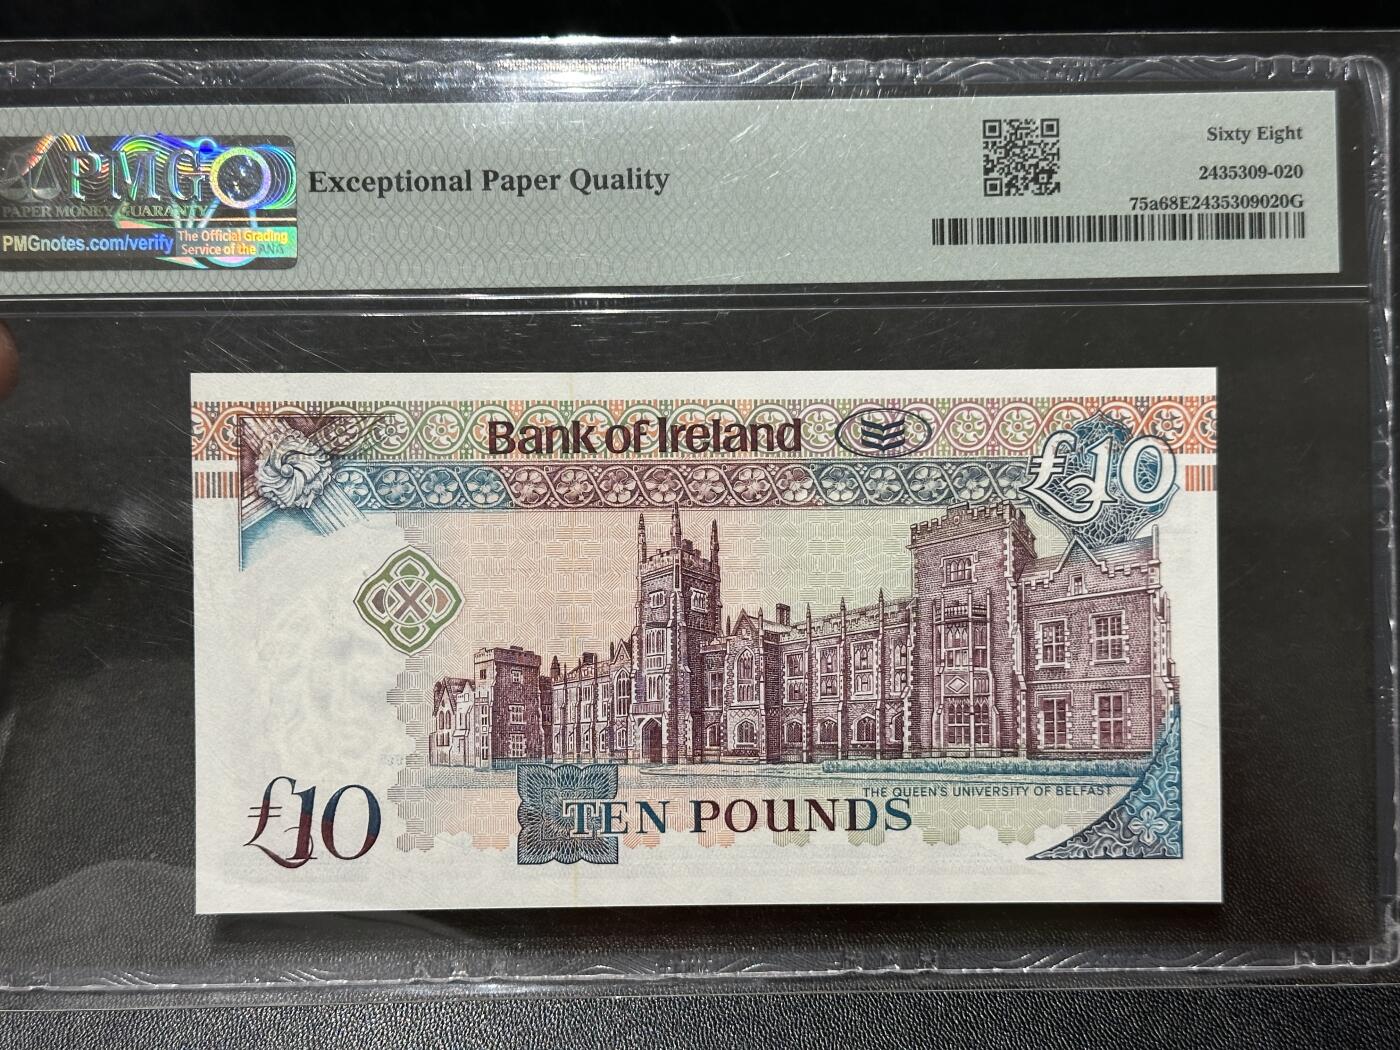 PMG
PAPER MONEY GUARANTY
PMGnotes.com/verify
The Official Grading
Service of the ANA
Exceptional Paper Quality
Sixty Eight
2435309-020
75a68E2435309020G
Bank of Ireland
£10
£10
TEN POUNDS
THE QUEEN'S UNIVERSITY OF BELFAST